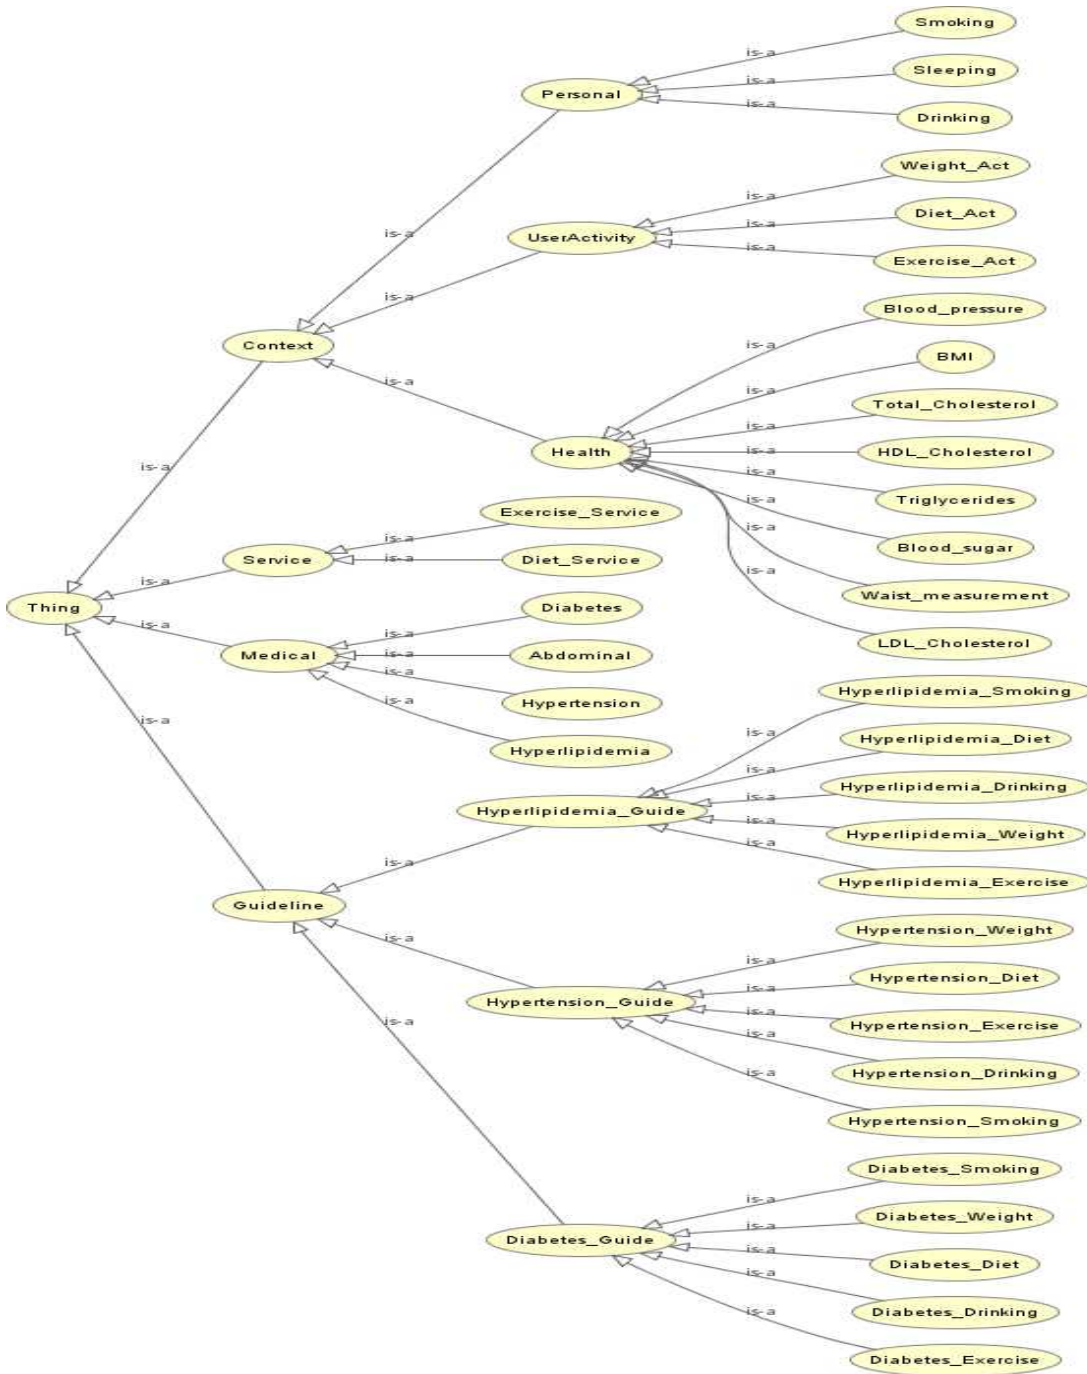 Smoking
is-a
Sleeping
is-a
Personal
is-a
Drinking
Weight_Act
is-a
Diet_Act
is-a
UserActivity
is-a
is-a
Exercise_Act
is-a
Blood_pressure
is-a
Context
BMI
is-a
is-a
Total_Cholesterol
is-a
Health
is-a
HDL_Cholesterol
is-a
is-a
Triglycerides
is-a
Exercise_Service
is-a
is-a
Blood_sugar
Service
is-a
Diet_Service
is-a
is-a
Waist_measurement
Thing
Diabetes
is-a
is-a
Medical
is-a
Abdominal
LDL_Cholesterol
is-a
Hypertension
is-a
Hyperlipidemia
is-a
Hyperlipidemia_Smoking
is-a
Hyperlipidemia_Diet
is-a
Hyperlipidemia_Drinking
Hyperlipidemia_Guide
is-a
is-a
Hyperlipidemia_Weight
is-a
is-a
Hyperlipidemia_Exercise
Guideline
Hypertension_Weight
is-a
is-a
Hypertension_Diet
is-a
Hypertension_Guide
is-a
is-a
Hypertension_Exercise
is-a
Hypertension_Drinking
is-a
Hypertension_Smoking
Diabetes_Smoking
is-a
Diabetes_Weight
is-a
Diabetes_Guide
is-a
Diabetes_Diet
is-a
Diabetes_Drinking
is-a
Diabetes_Exercise